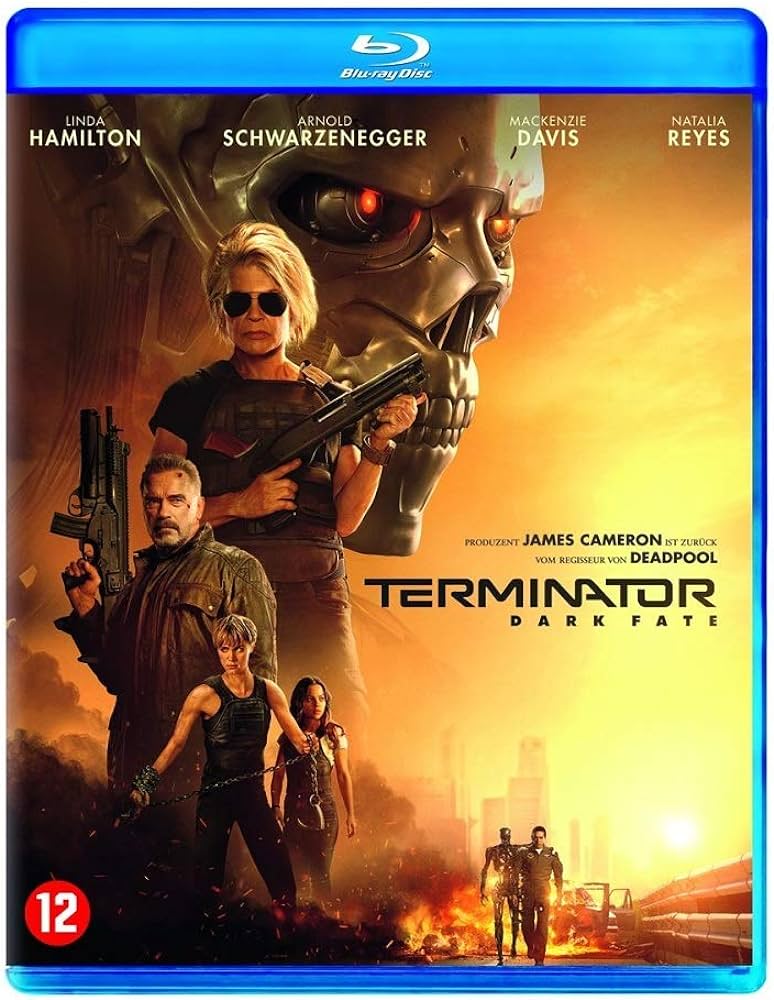 Blu-ray Disc™
LINDA
HAMILTON
ARNOLD
SCHWARZENEGGER
MACKENZIE
DAVIS
NATALIA
REYES
PRODUZENT JAMES CAMERON IST ZURÜCK
VOM REGISSEUR VON DEADPOOL
TERMINATOR
DARK FATE
12